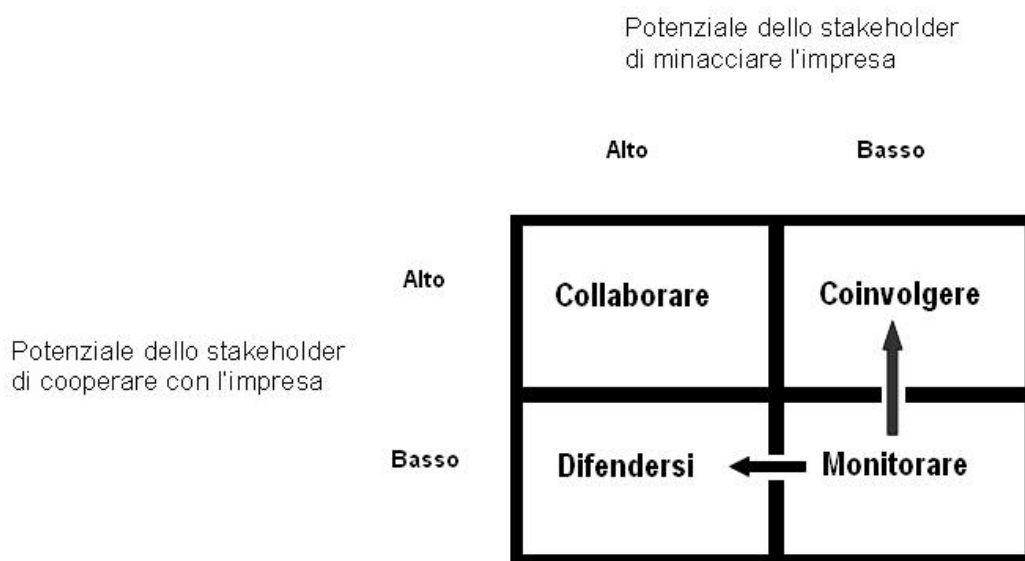 Potenziale dello stakeholder
di minacciare l'impresa
Alto
Basso
Alto
Collaborare
Coinvolgere
Potenziale dello stakeholder
di cooperare con l'impresa
Basso
Difendersi
Monitorare